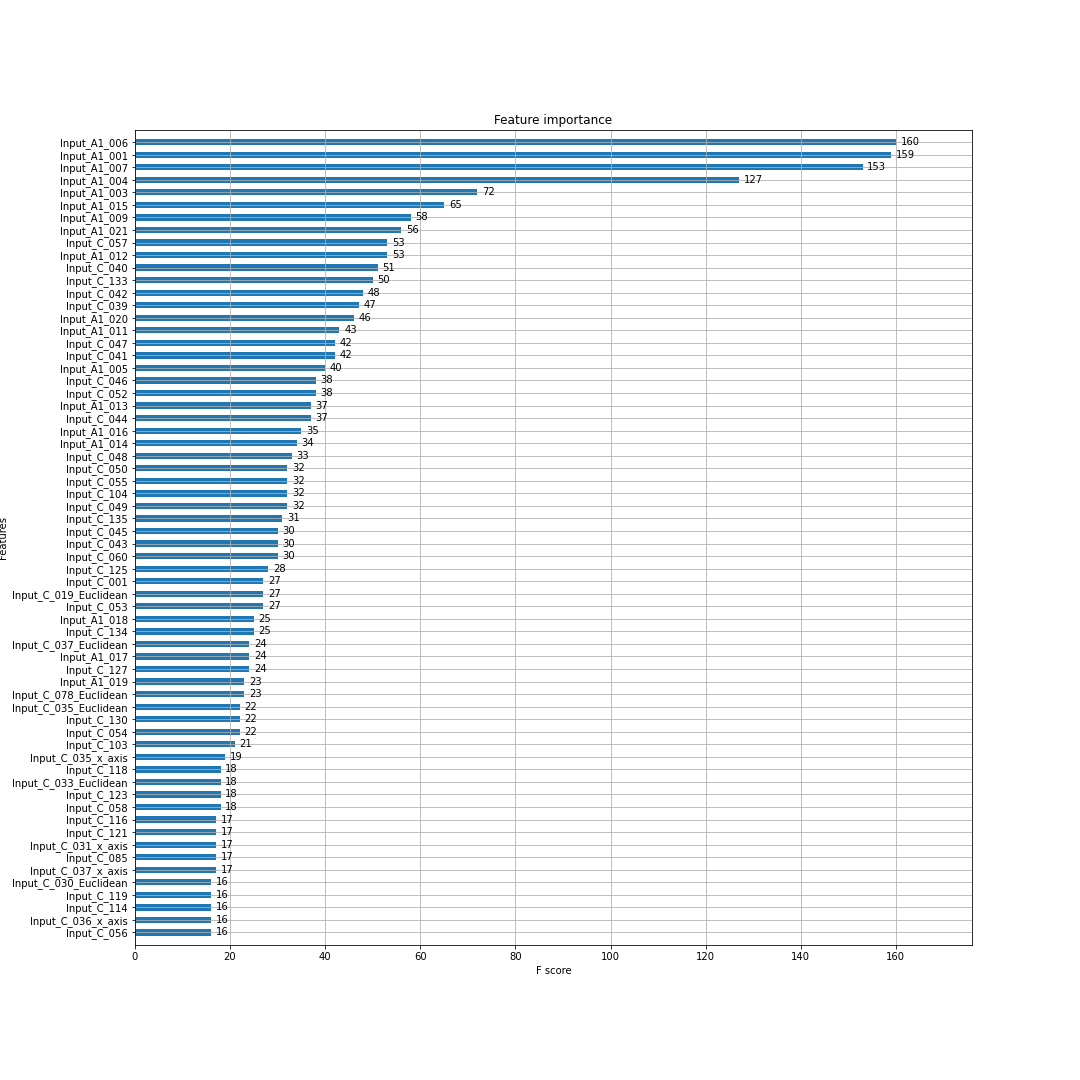 Feature importance
Input_A1_006 160
Input_A1_001 159
Input_A1_007 153
Input_A1_004 127
Input_A1_003 72
Input_A1_015 65
Input_A1_009 58
Input_A1_021 56
Input_C_057 53
Input_A1_012 53
Input_C_040 51
Input_C_133 50
Input_C_042 48
Input_C_039 47
Input_A1_020 46
Input_A1_011 43
Input_C_047 42
Input_C_041 42
Input_A1_005 40
Input_C_046 38
Input_C_052 38
Input_A1_013 37
Input_C_044 37
Input_A1_016 35
Input_A1_014 34
Input_C_048 33
Input_C_050 32
Input_C_055 32
Input_C_104 32
Input_C_049 32
Input_C_135 31
Input_C_045 30
Input_C_043 30
Input_C_060 30
Input_C_125 28
Input_C_001 27
Input_C_019_Euclidean 27
Input_C_053 27
Input_A1_018 25
Input_C_134 25
Input_C_037_Euclidean 24
Input_A1_017 24
Input_C_127 24
Input_A1_019 23
Input_C_078_Euclidean 23
Input_C_035_Euclidean 22
Input_C_130 22
Input_C_054 22
Input_C_103 21
Input_C_035_x_axis 19
Input_C_118 18
Input_C_033_Euclidean 18
Input_C_123 18
Input_C_058 18
Input_C_116 17
Input_C_121 17
Input_C_031_x_axis 17
Input_C_085 17
Input_C_037_x_axis 17
Input_C_030_Euclidean 16
Input_C_119 16
Input_C_114 16
Input_C_036_x_axis 16
Input_C_056 16
Features
0 20 40 60 80 100 120 140 160
F score